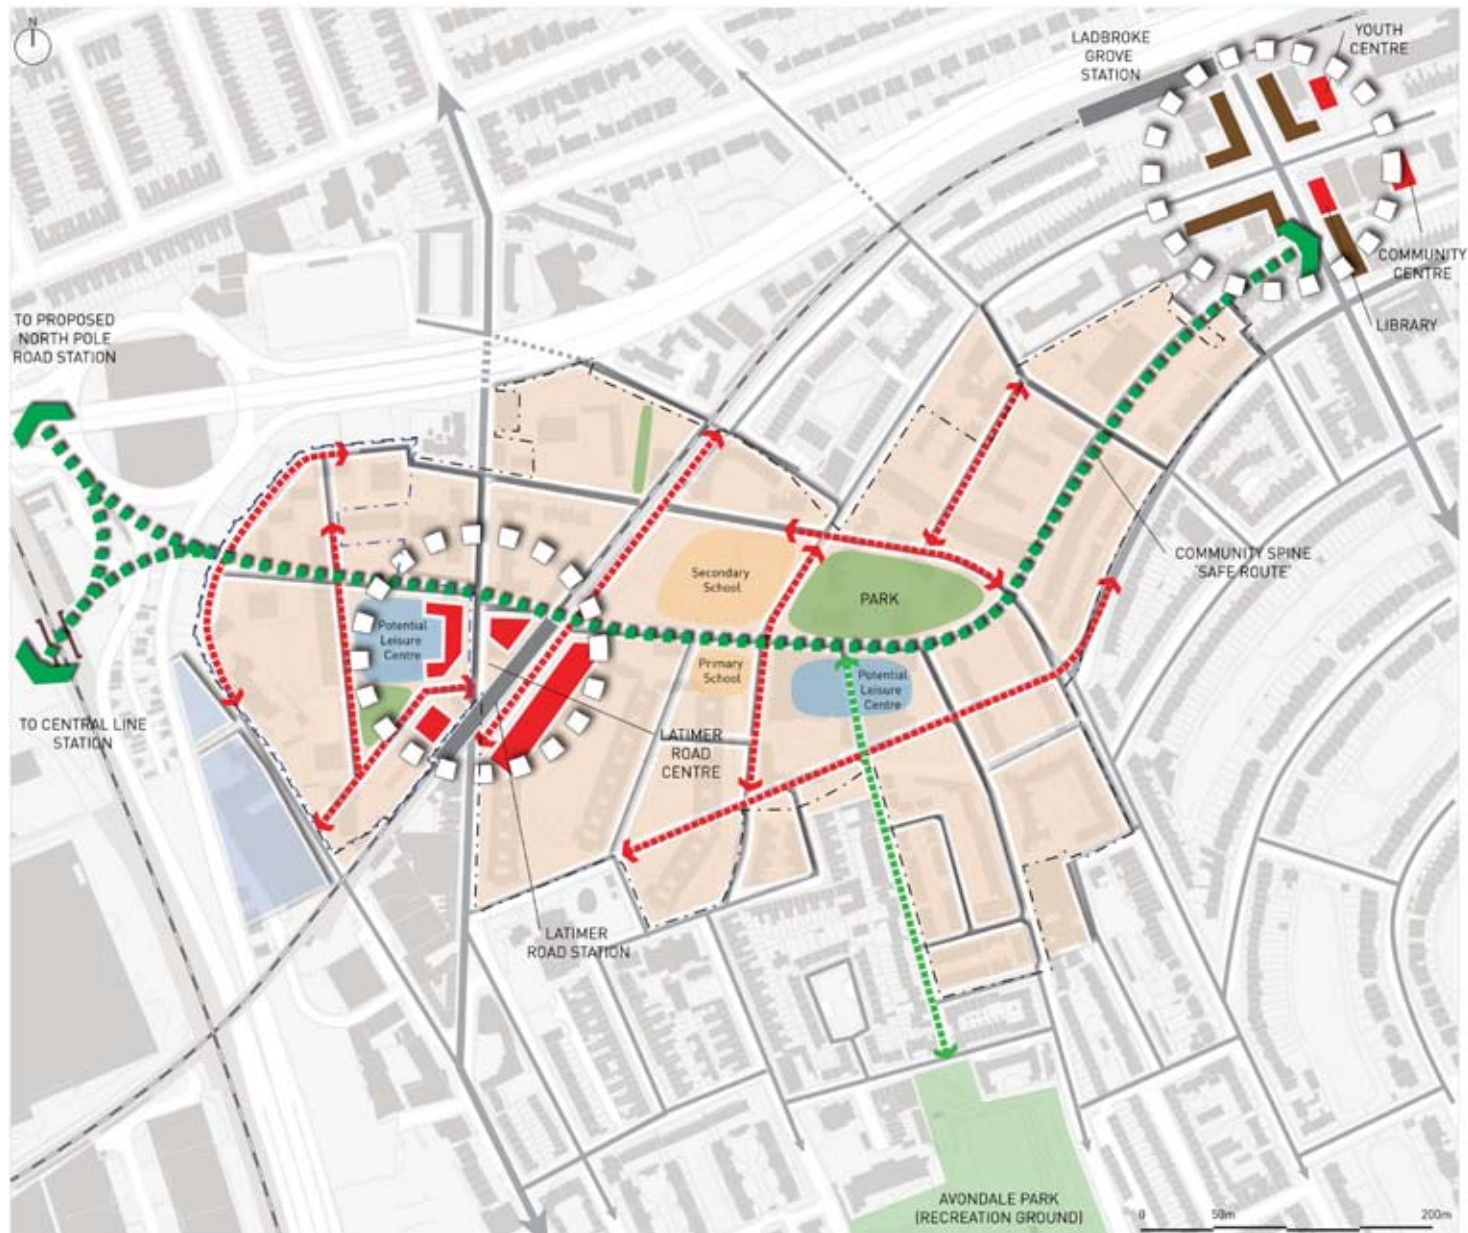 N
LADBROKE
GROVE
STATION
YOUTH
CENTRE
COMMUNITY
CENTRE
LIBRARY
TO PROPOSED
NORTH POLE
ROAD STATION
COMMUNITY SPINE
'SAFE ROUTE'
Secondary
School
PARK
Potential
Leisure
Centre
Primary
School
Potential
Leisure
Centre
TO CENTRAL LINE
STATION
LATIMER
ROAD
CENTRE
LATIMER
ROAD STATION
AVONDALE PARK
(RECREATION GROUND)
0 50m 200m